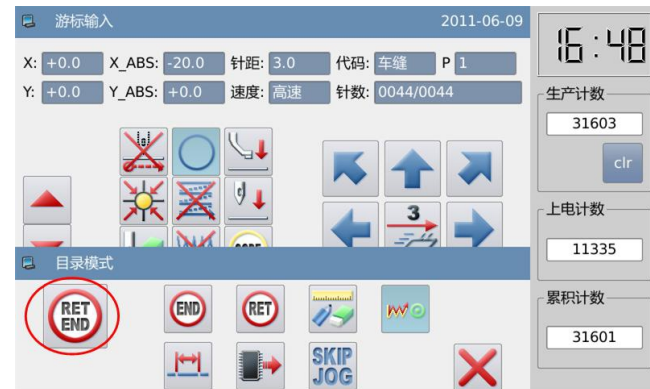 游标输入 2011-06-09
X: +0.0 X_ABS: -20.0 针距: 3.0 代码: 车缝 P 1
Y: +0.0 Y_ABS: +0.0 速度: 高速 针数: 0044/0044
3
目录模式
RET
END
END
RET
SKIP
JOG
16:48
生产计数
31603
clr
上电计数
11335
累积计数
31601